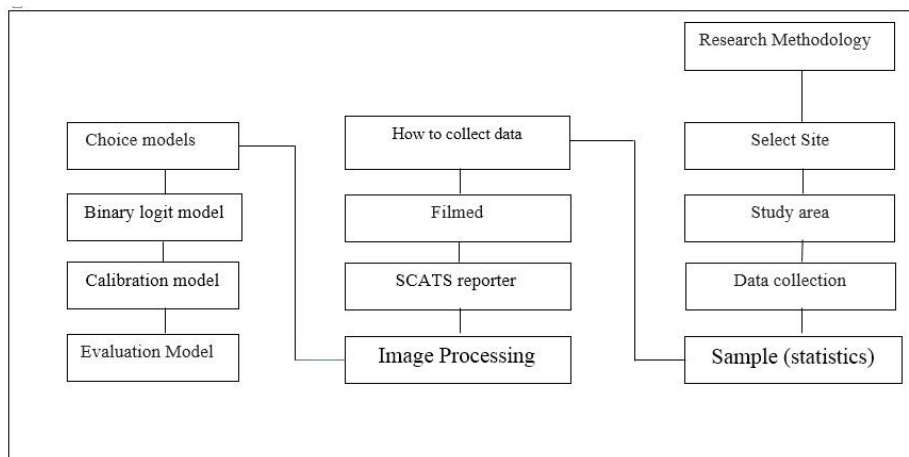 Research Methodology
Choice models
How to collect data
Select Site
Binary logit model
Filmed
Study area
Calibration model
SCATS reporter
Data collection
Evaluation Model
Image Processing
Sample (statistics)